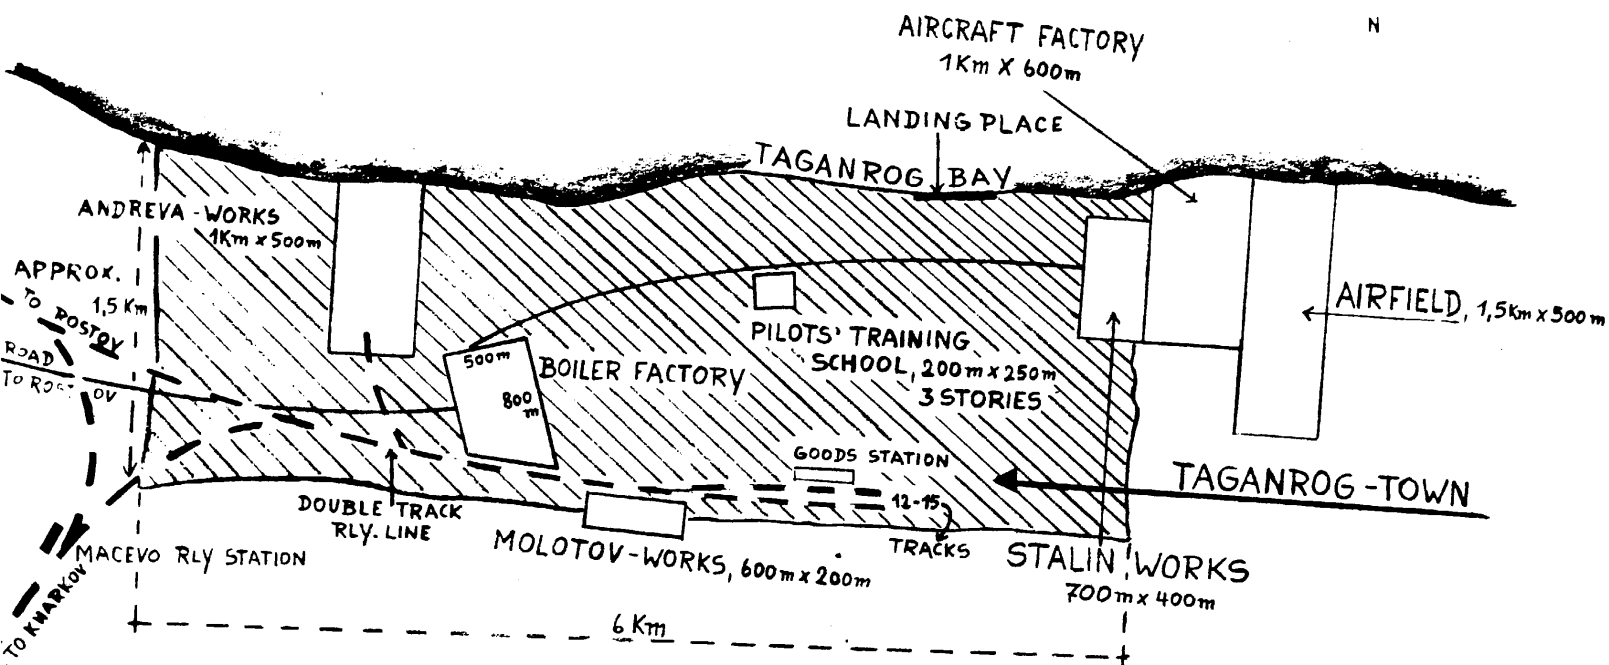 N
AIRCRAFT FACTORY
1Km X 600m
LANDING PLACE
TAGANROG BAY
ANDREVA-WORKS
1Km x 500m
APPROX.
1,5 Km
TO ROSTOV
ROAD
TO
AIRFIELD, 1,5Km x 500m
500m
BOILER FACTORY
800
m
PILOTS' TRAINING
SCHOOL, 200m x 250m
3 STORIES
GOODS STATION
12-15
TRACKS
TAGANROG-TOWN
DOUBLE TRACK
RLY. LINE
MACEVO RLY STATION
MOLOTOV-WORKS, 600m x 200m
STALIN WORKS
700m x 400m
TO KHARKOV
6 Km